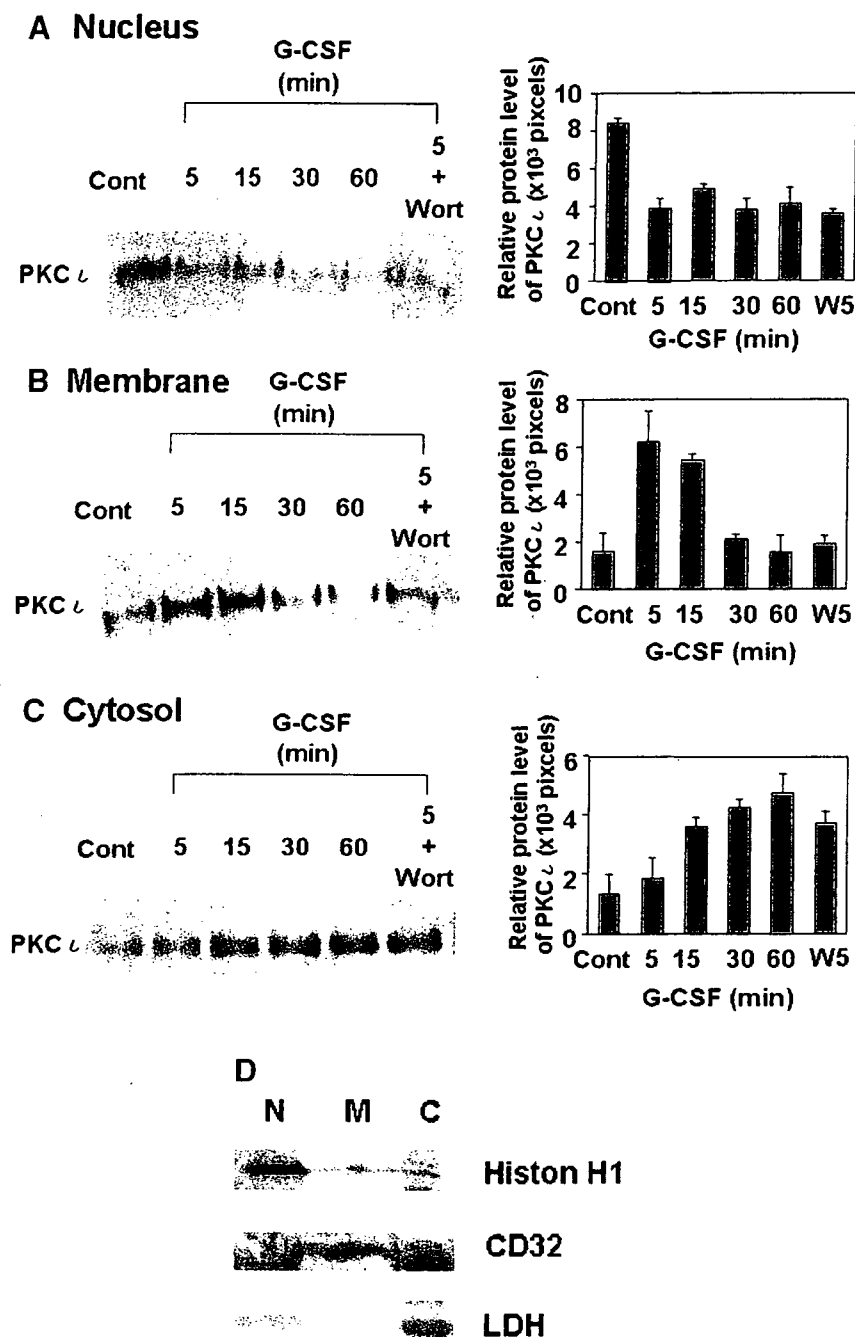 A Nucleus
G-CSF
(min)
Cont 5 15 30 60 5
+
Wort
PKC ι
Relative protein level
of PKC ι (x10³ pixcels)
10
8
6
4
2
0
Cont 5 15 30 60 W5
G-CSF (min)
B Membrane
G-CSF
(min)
Cont 5 15 30 60 5
+
Wort
PKC ι
Relative protein level
of PKC ι (x10³ pixcels)
8
6
4
2
0
Cont 5 15 30 60 W5
G-CSF (min)
C Cytosol
G-CSF
(min)
Cont 5 15 30 60 5
+
Wort
PKC ι
Relative protein level
of PKC ι (x10³ pixcels)
6
4
2
0
Cont 5 15 30 60 W5
G-CSF (min)
D
N M C
Histon H1
CD32
LDH